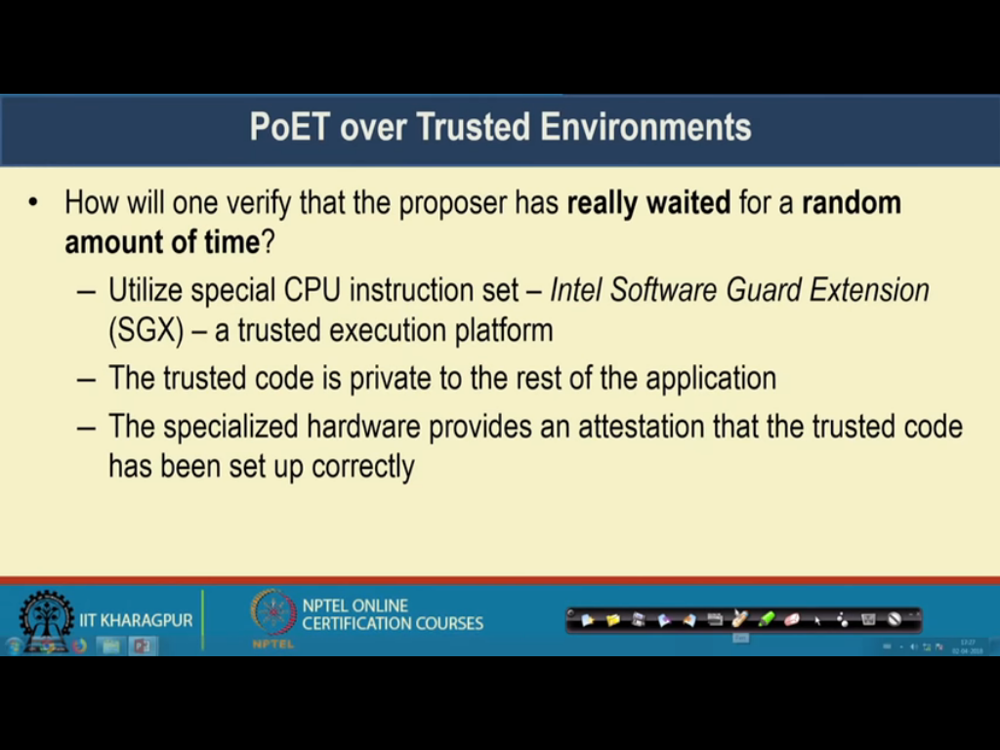 PoET over Trusted Environments
• How will one verify that the proposer has really waited for a random
amount of time?
– Utilize special CPU instruction set – Intel Software Guard Extension
(SGX) – a trusted execution platform
– The trusted code is private to the rest of the application
– The specialized hardware provides an attestation that the trusted code
has been set up correctly
IIT KHARAGPUR
NPTEL ONLINE
CERTIFICATION COURSES
NPTEL